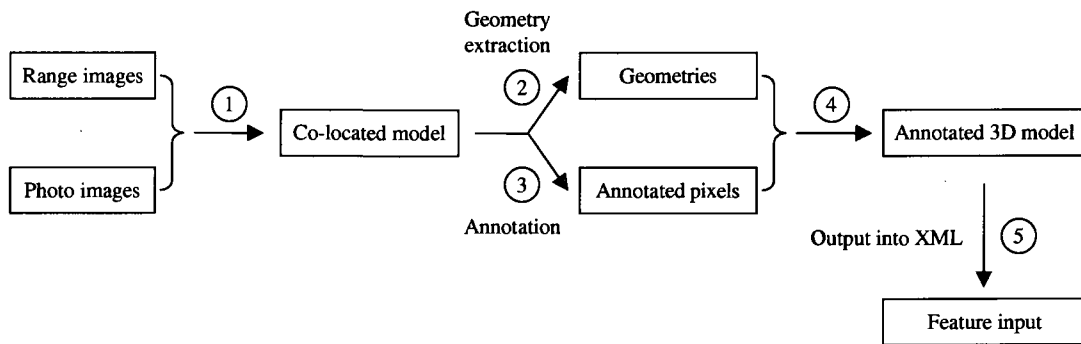 Geometry
extraction
Range images
1
2
Geometries
4
Co-located model
Annotated 3D model
Photo images
3
Annotated pixels
Annotation
Output into XML
5
Feature input